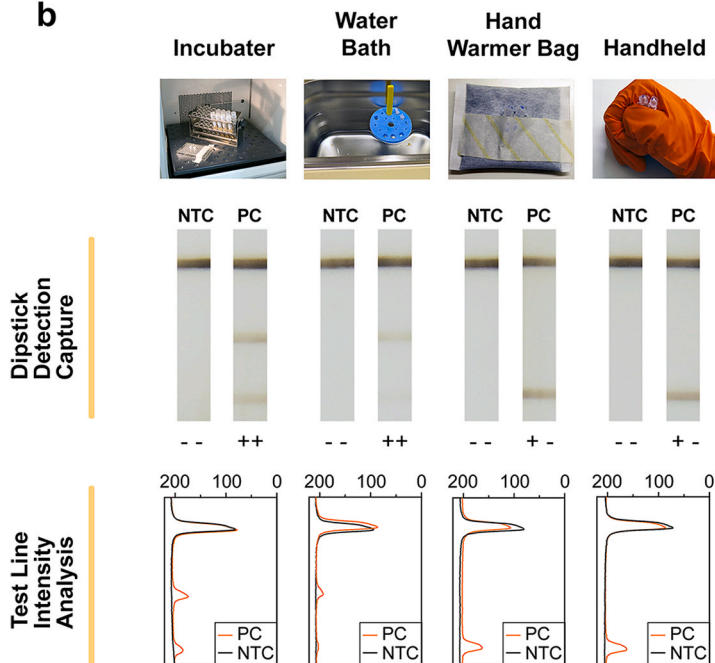 b
Incubater
Water
Bath
Hand
Warmer Bag
Handheld
NTC PC NTC PC NTC PC NTC PC
Dipstick
Detection
Capture
- - ++ - - ++ - - + - - - + -
200 100 0 200 100 0 200 100 0 200 100 0
Test Line
Intensity
Analysis
PC
NTC
PC
NTC
PC
NTC
PC
NTC